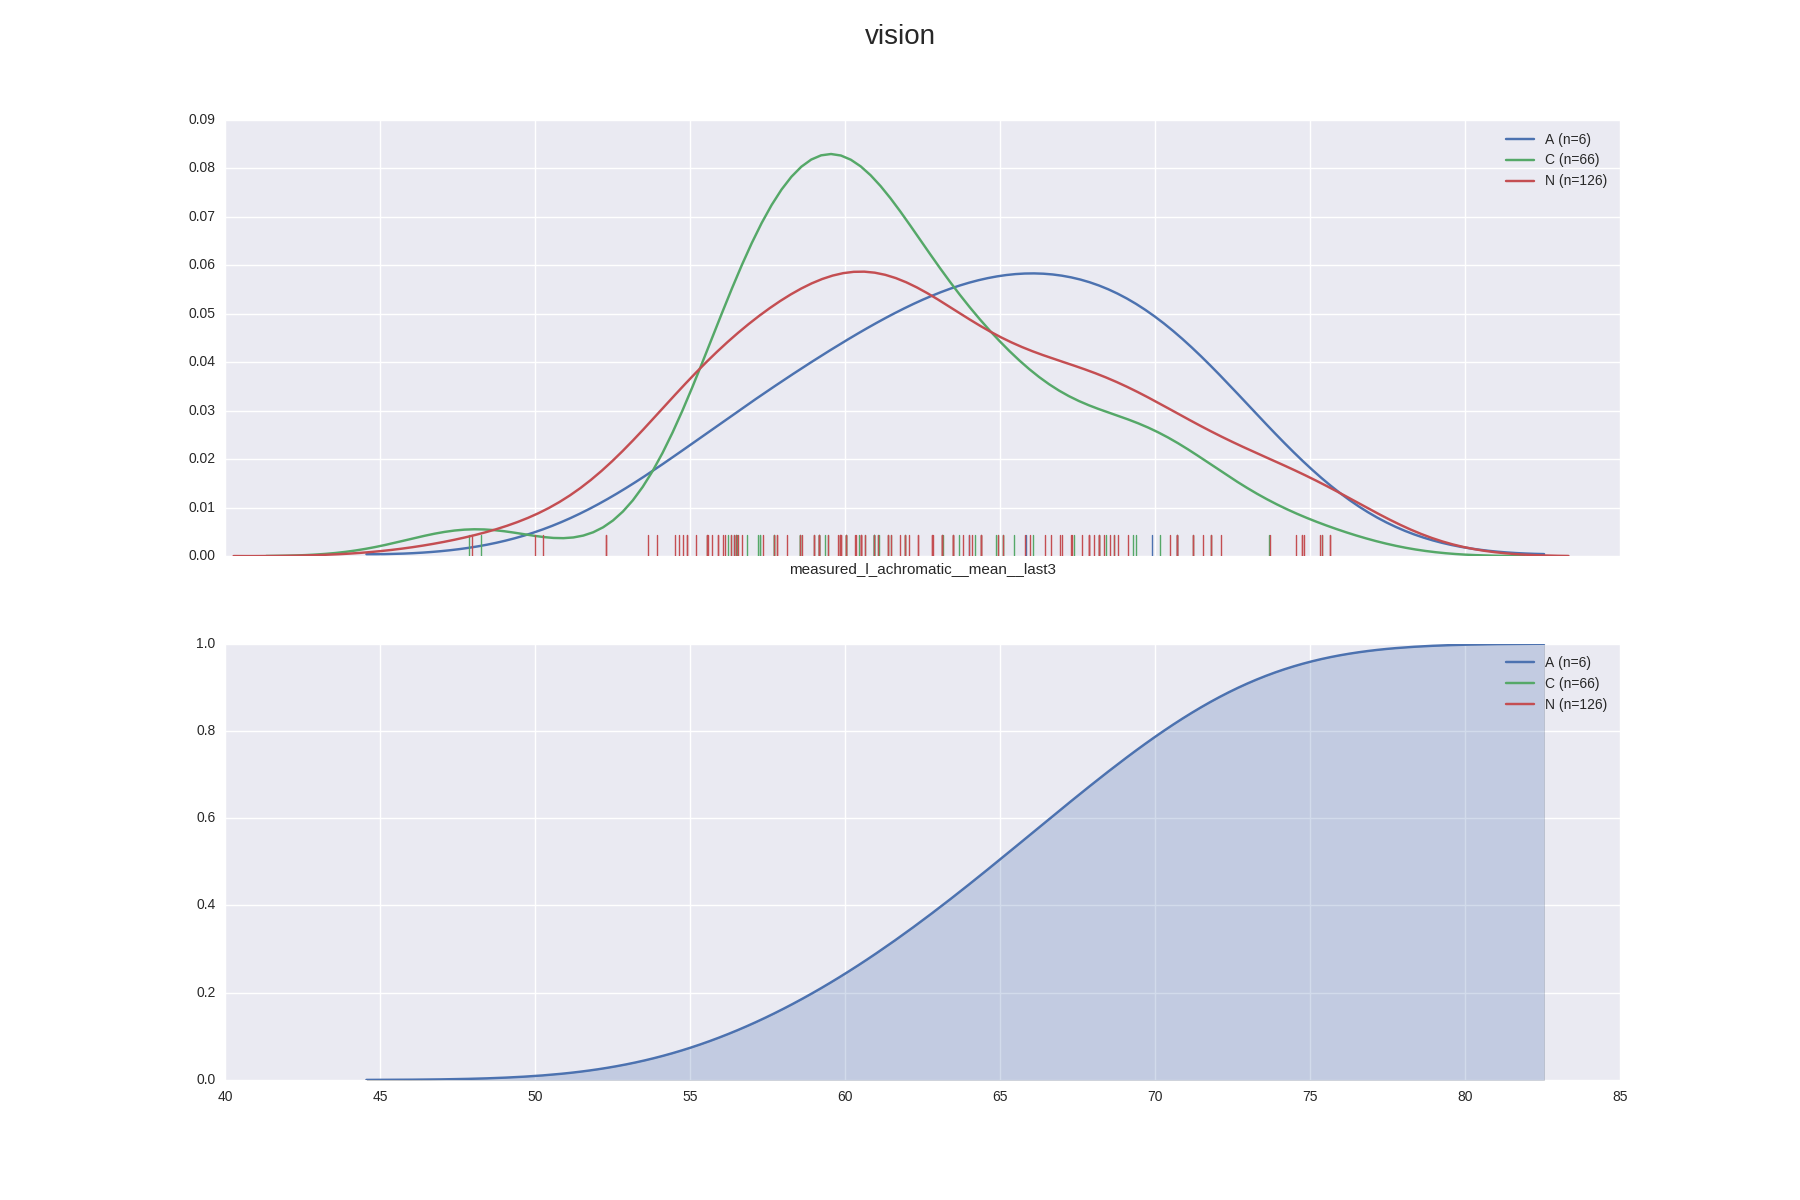 vision
0.09
0.08
0.07
0.06
0.05
0.04
0.03
0.02
0.01
0.00
A (n=6)
C (n=66)
N (n=126)
measured_l_achromatic__mean__last3
1.0
0.8
0.6
0.4
0.2
0.0
A (n=6)
C (n=66)
N (n=126)
40 45 50 55 60 65 70 75 80 85